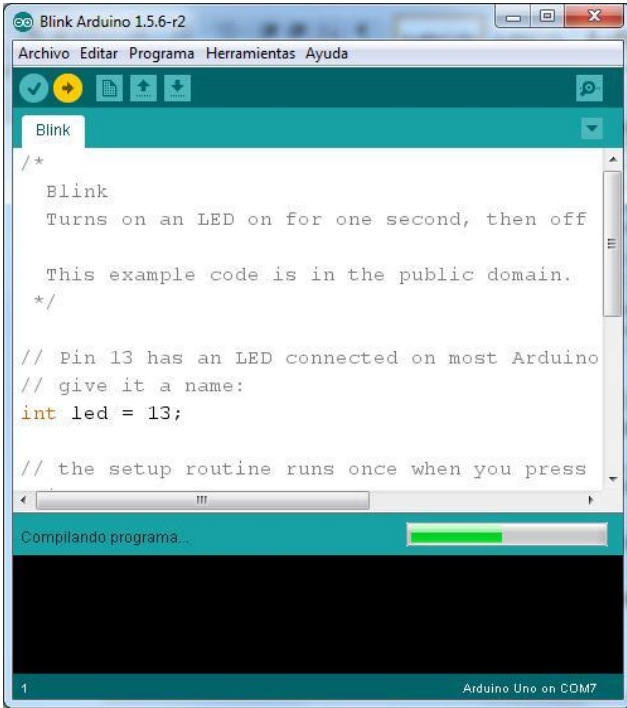 Blink Arduino 1.5.6-r2
Archivo Editar Programa Herramientas Ayuda
Blink
/*
Blink
Turns on an LED on for one second, then off
This example code is in the public domain.
*/
// Pin 13 has an LED connected on most Arduino
// give it a name:
int led = 13;
// the setup routine runs once when you press
Compilando programa...
1
Arduino Uno on COM7